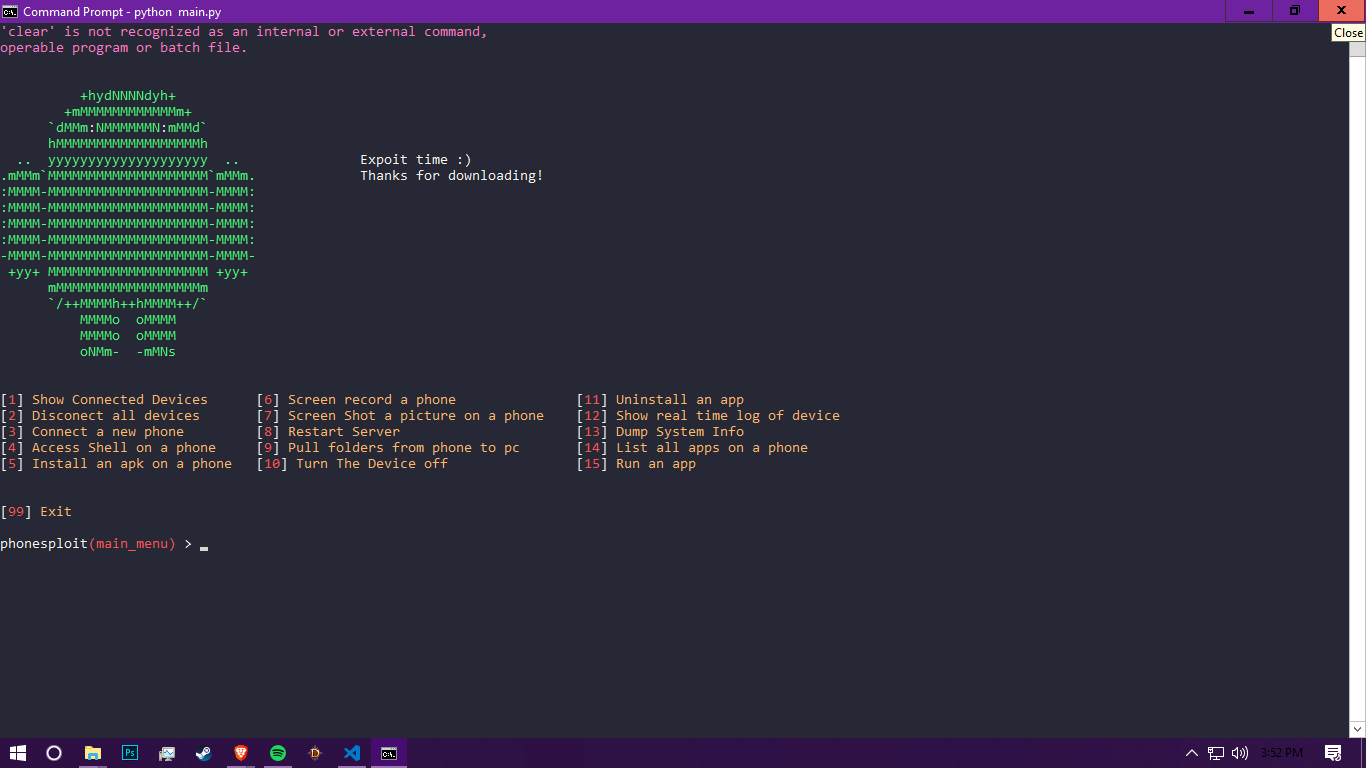 Command Prompt - python  main.py
Close
'clear' is not recognized as an internal or external command,
operable program or batch file.
          +hydNNNNdyh+
        +mMMMMMMMMMMMMm+
      `dMMm:NMMMMMMN:mMMd`
      hMMMMMMMMMMMMMMMMMMh
  ..  yyyyyyyyyyyyyyyyyyyy  ..               Expoit time :)
.mMMm`MMMMMMMMMMMMMMMMMMMM`mMMm.             Thanks for downloading!
:MMMM-MMMMMMMMMMMMMMMMMMMM-MMMM:
:MMMM-MMMMMMMMMMMMMMMMMMMM-MMMM:
:MMMM-MMMMMMMMMMMMMMMMMMMM-MMMM:
:MMMM-MMMMMMMMMMMMMMMMMMMM-MMMM:
-MMMM-MMMMMMMMMMMMMMMMMMMM-MMMM-
 +yy+ MMMMMMMMMMMMMMMMMMMM +yy+
      mMMMMMMMMMMMMMMMMMMm
      `/++MMMMh++hMMMM++/`
          MMMMo  oMMMM
          MMMMo  oMMMM
          oNMm-  -mMNs
[1] Show Connected Devices      [6] Screen record a phone               [11] Uninstall an app
[2] Disconect all devices       [7] Screen Shot a picture on a phone    [12] Show real time log of device
[3] Connect a new phone         [8] Restart Server                      [13] Dump System Info
[4] Access Shell on a phone     [9] Pull folders from phone to pc       [14] List all apps on a phone
[5] Install an apk on a phone   [10] Turn The Device off                [15] Run an app
[99] Exit
phonesploit(main_menu) > _
Ps
3:52 PM